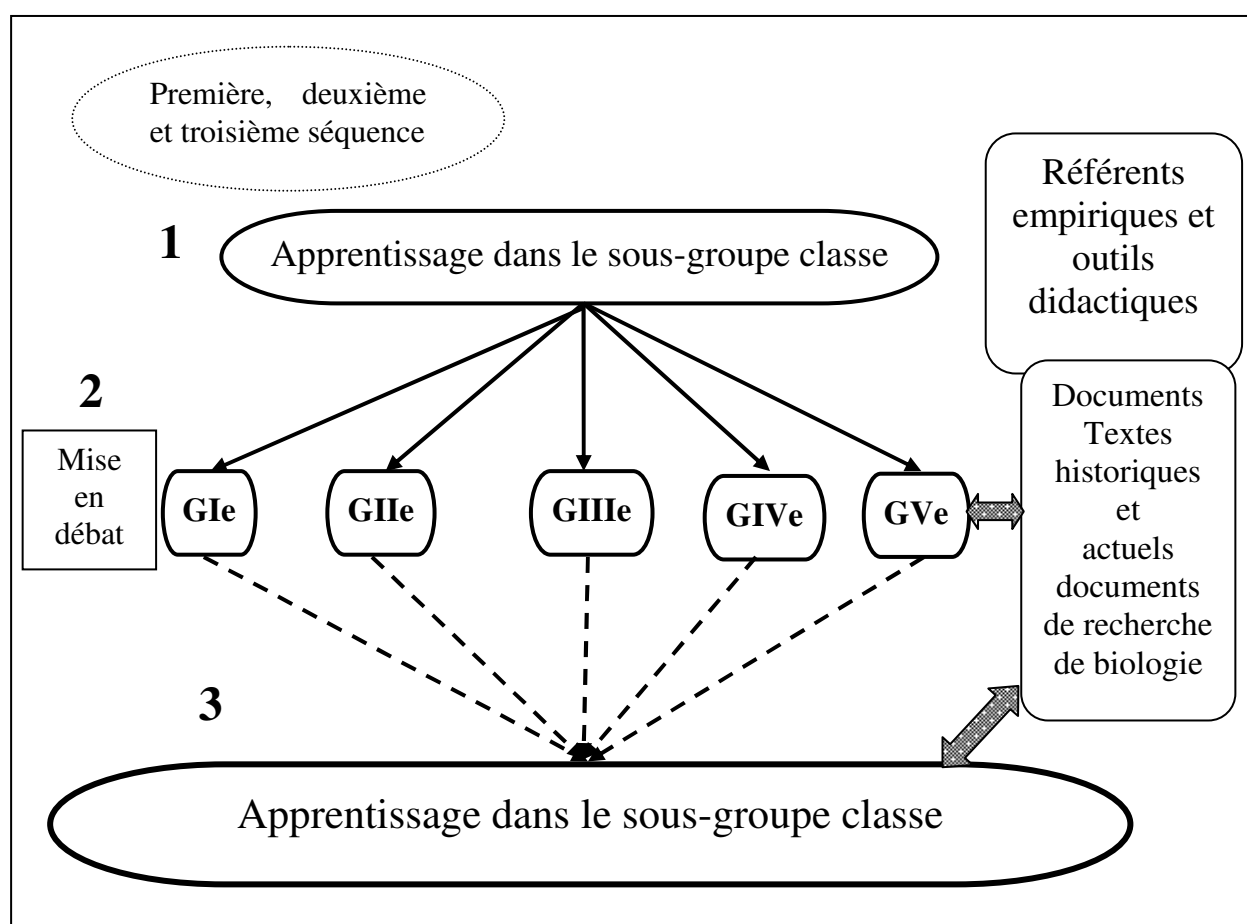 Première, deuxième
et troisième séquence
1
Apprentissage dans le sous-groupe classe
Référents
empiriques et
outils
didactiques
2
Mise
en
débat
GIe
GIIe
GIIIe
GIVe
GVe
Documents
Textes
historiques
et
actuels
documents
de recherche
de biologie
3
Apprentissage dans le sous-groupe classe